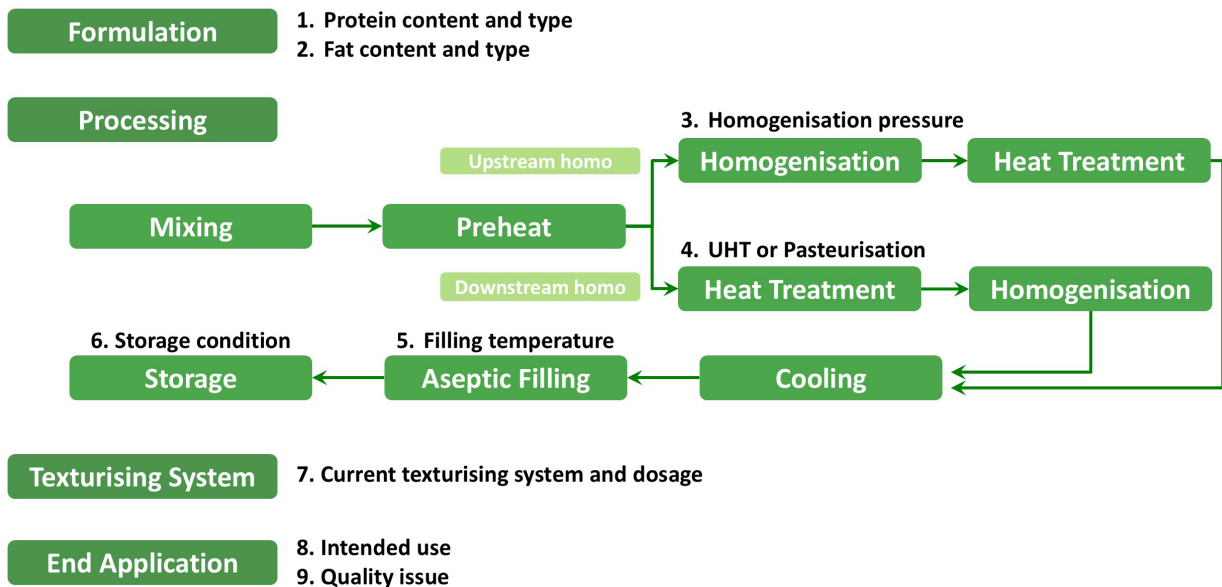 Formulation
1. Protein content and type
2. Fat content and type
Processing
3. Homogenisation pressure
Upstream homo
Homogenisation
Heat Treatment
Mixing
Preheat
4. UHT or Pasteurisation
Downstream homo
Heat Treatment
Homogenisation
6. Storage condition
5. Filling temperature
Storage
Aseptic Filling
Cooling
Texturising System
7. Current texturising system and dosage
End Application
8. Intended use
9. Quality issue